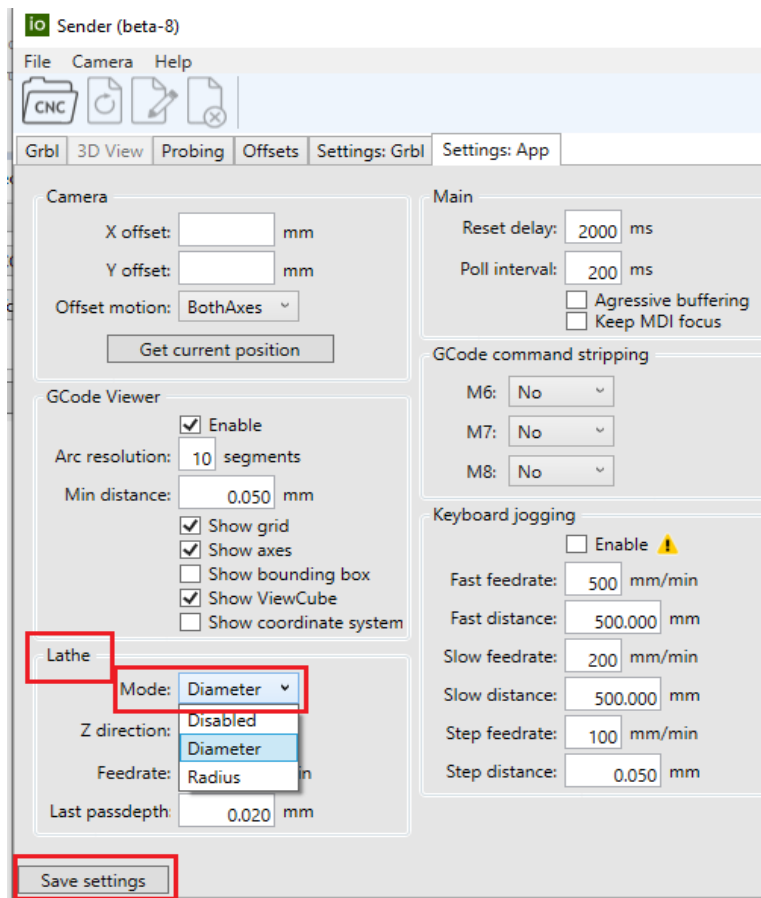 io Sender (beta-8)
File Camera Help
CNC
Grbl 3D View Probing Offsets Settings: Grbl Settings: App
Camera
X offset: mm
Y offset: mm
Offset motion: BothAxes
Get current position
GCode Viewer
Enable
Arc resolution: 10 segments
Min distance: 0.050 mm
Show grid
Show axes
Show bounding box
Show ViewCube
Show coordinate system
Lathe
Mode: Diameter
Disabled
Z direction:
Diameter
Feedrate: in
Radius
Last passdepth: 0.020 mm
Save settings
Main
Reset delay: 2000 ms
Poll interval: 200 ms
Agressive buffering
Keep MDI focus
GCode command stripping
M6: No
M7: No
M8: No
Keyboard jogging
Enable
Fast feedrate: 500 mm/min
Fast distance: 500.000 mm
Slow feedrate: 200 mm/min
Slow distance: 500.000 mm
Step feedrate: 100 mm/min
Step distance: 0.050 mm